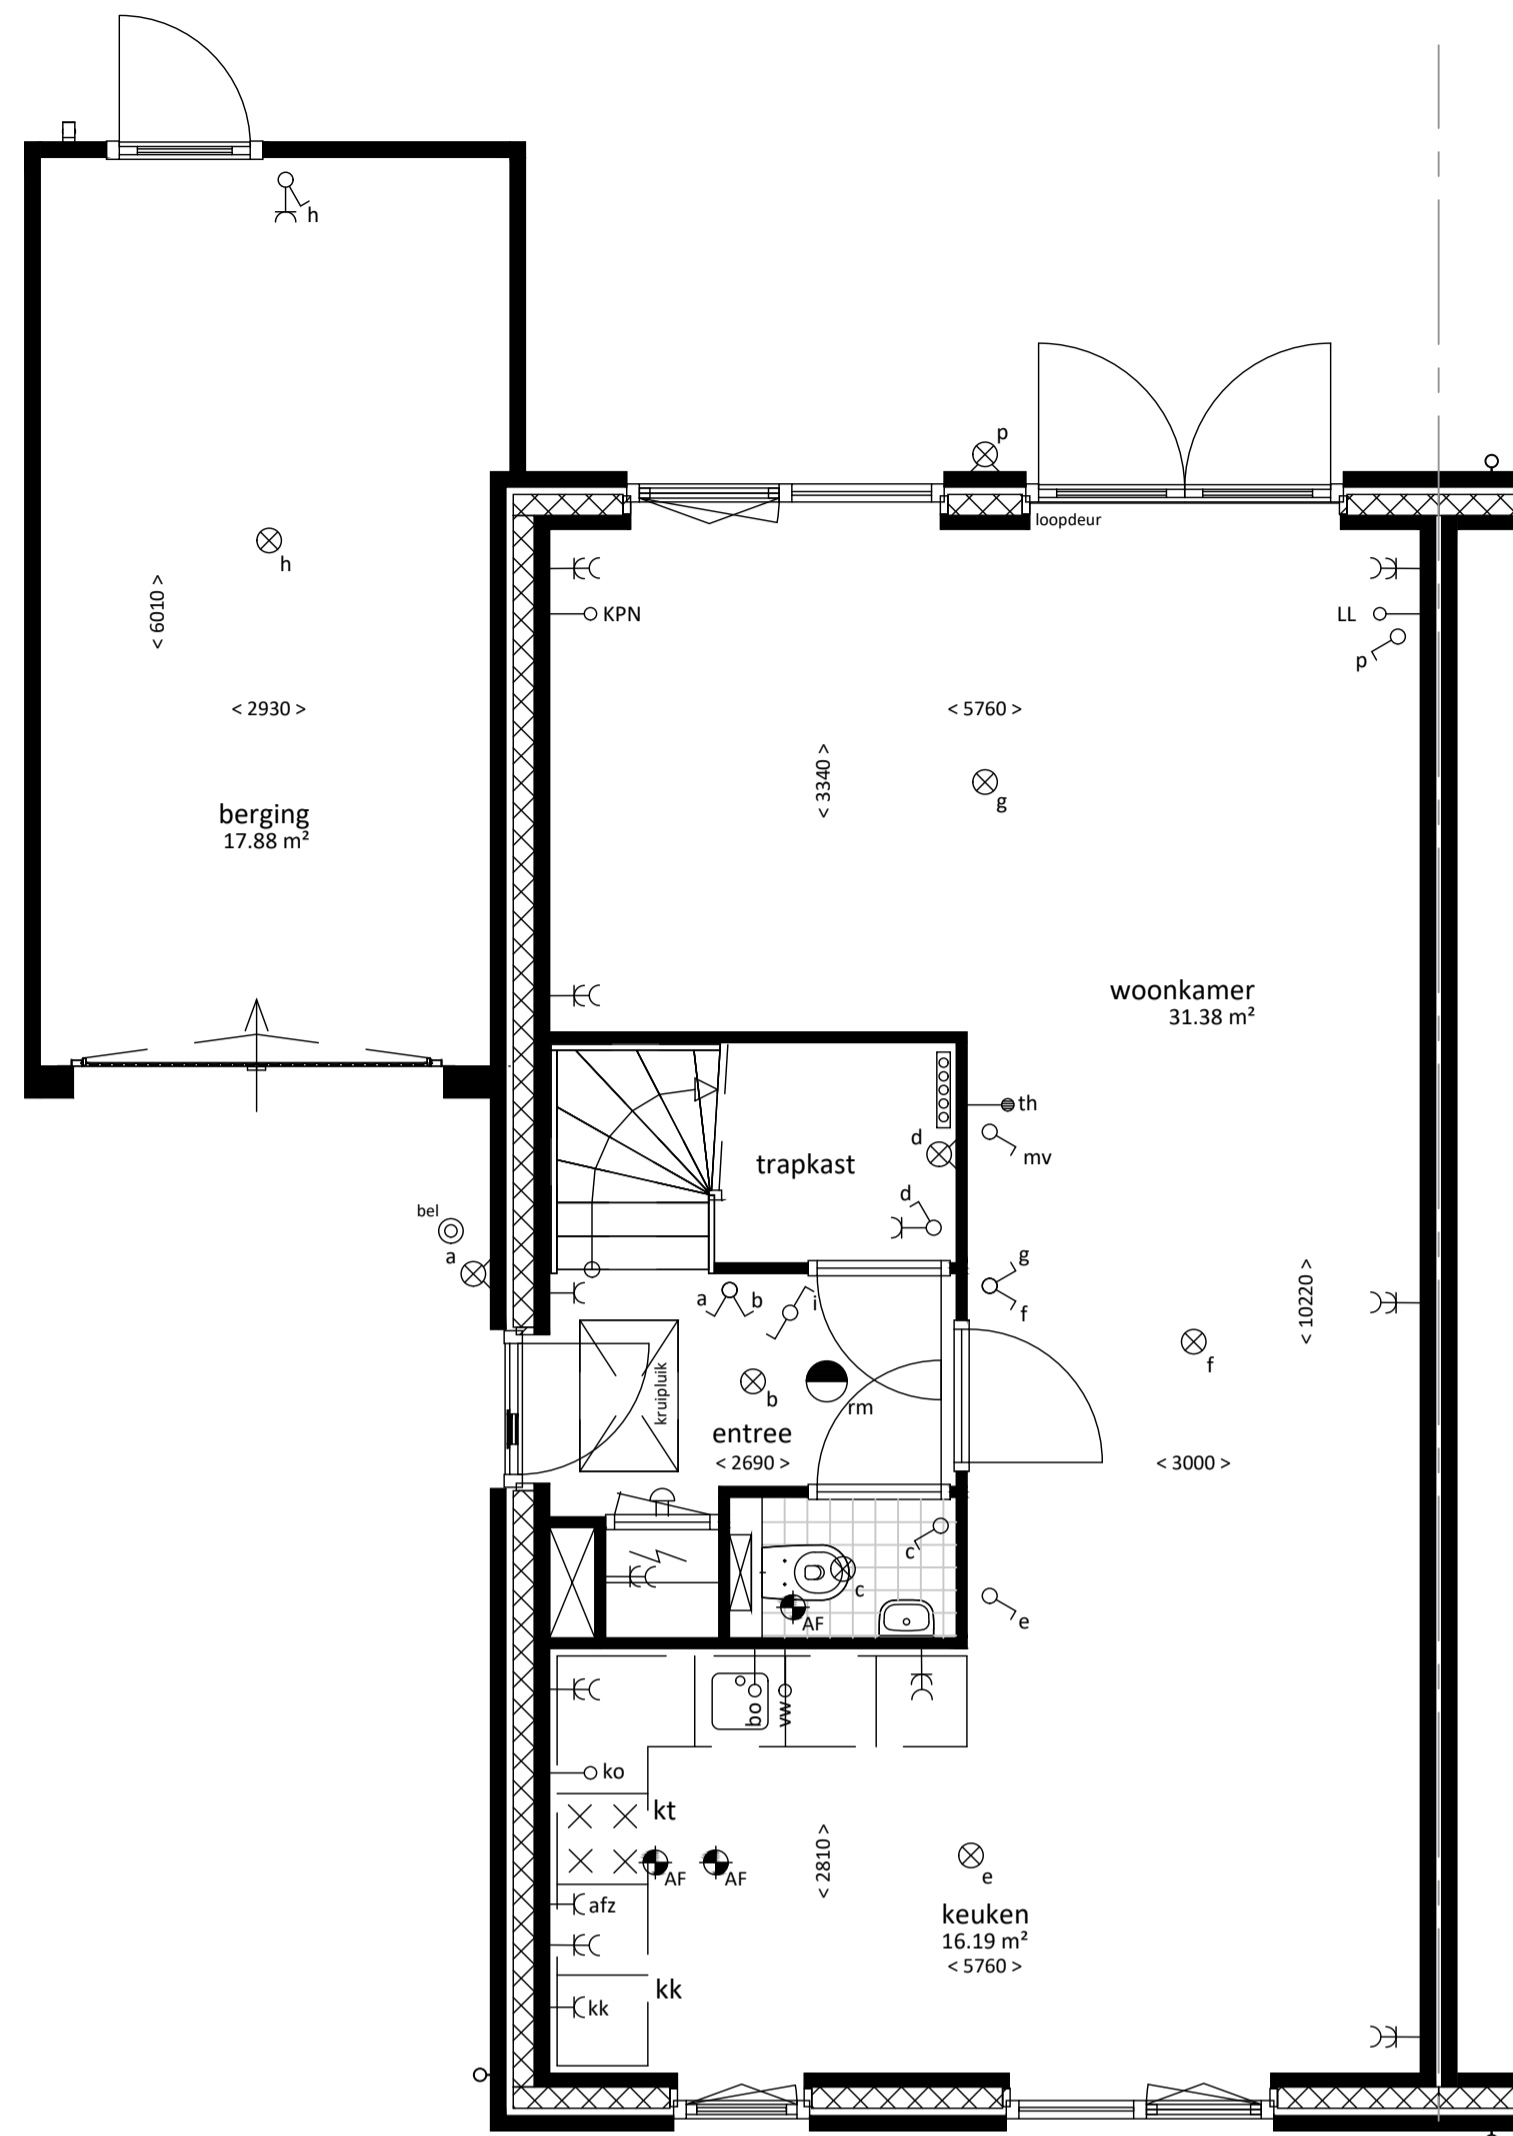 h
p
loopdeur
h
KPN
LL
p
< 6010 >
< 2930 >
< 5760 >
< 3340 >
g
berging
17.88 m²
woonkamer
31.38 m²
th
d
mv
trapkast
d
bel
a
g
a
b
i
f
< 10220 >
f
kruipluik
b
rm
entree
< 2690 >
< 3000 >
c
c
AF
e
bo
vw
ko
kt
< 2810 >
AF
AF
e
afz
keuken
16.19 m²
< 5760 >
kk
kk